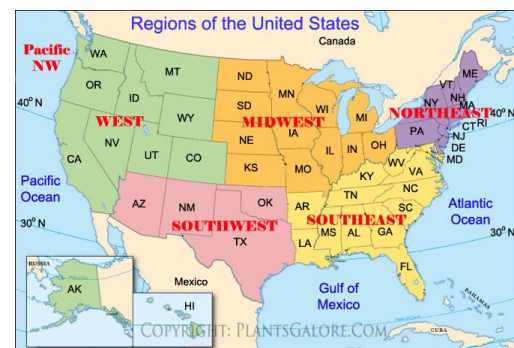 Regions of the United States
Canada
Pacific
NW
WA
MT
ND
ME
VT
OR
ID
MN
NH
SD
WI
NY
MA
40° N
WY
MI
NORTHEAST
40° N
WEST
MIDWEST
IA
PA
CT RI
NV
NE
NJ
IL
IN
OH
DE
UT
CO
MD
CA
WV
KS
MO
VA
KY
Pacific
Ocean
NC
TN
Atlantic
Ocean
AZ
NM
OK
AR
SC
SOUTHWEST
SOUTHEAST
30° N
MS
AL
GA
30° N
TX
LA
RUSSIA
FL
AK
Mexico
Gulf of
Mexico
HI
BAHAMAS
CUBA
COPYRIGHT: PLANTSGALORE.COM